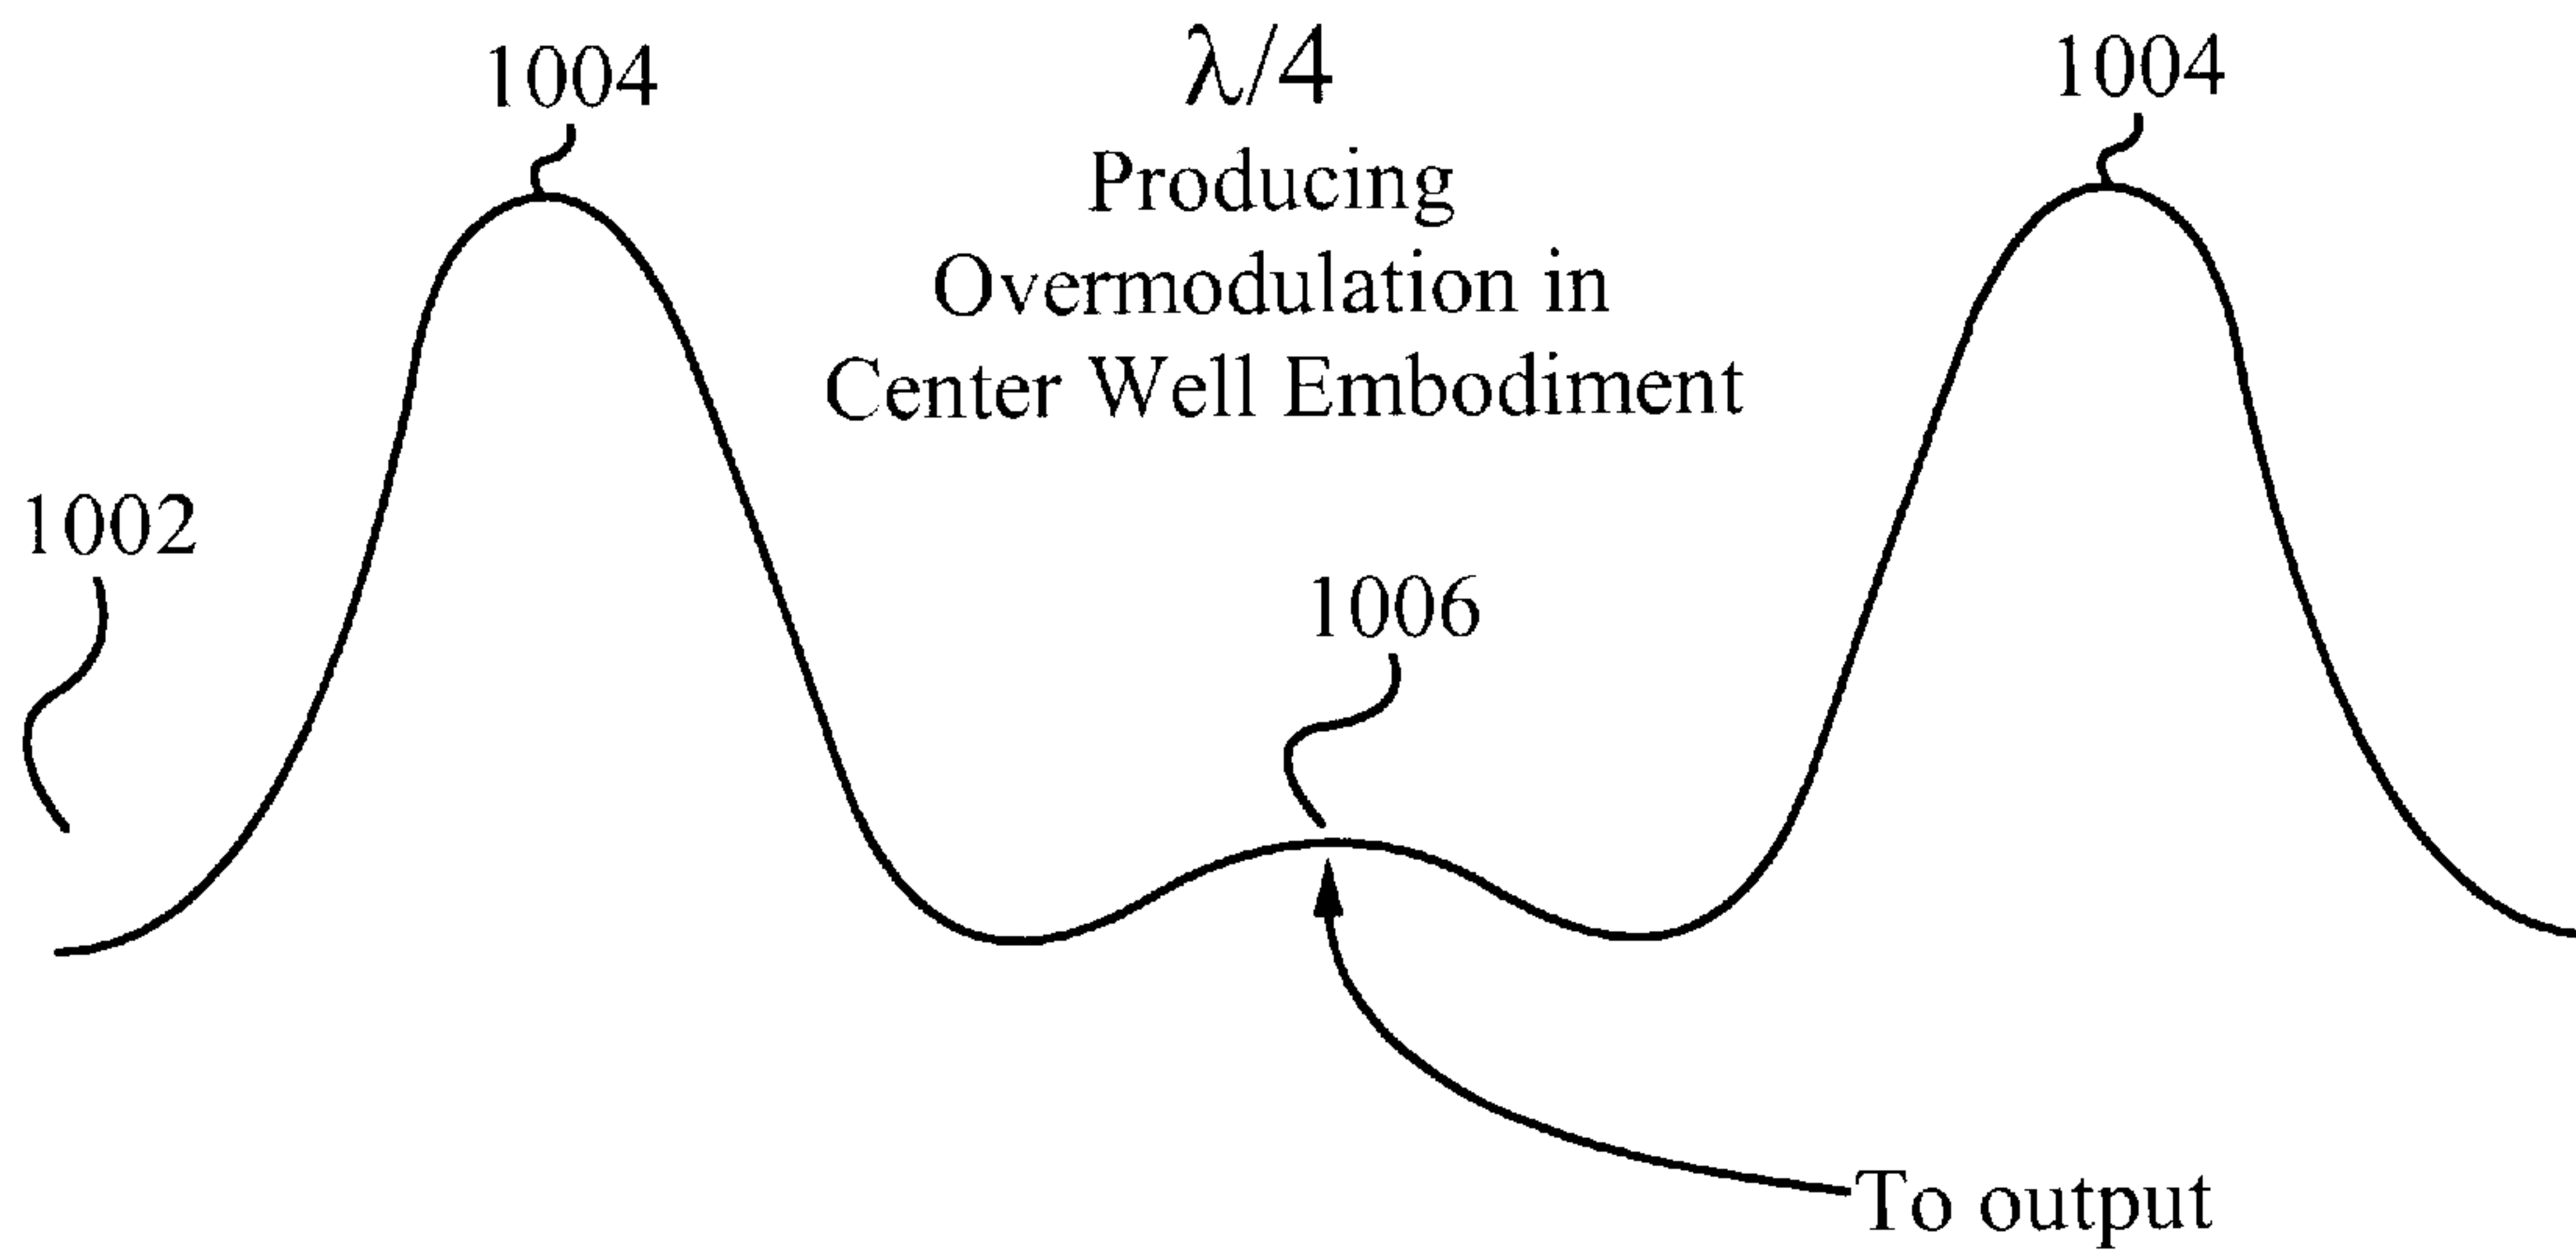 1004
λ/4
1004
Producing
Overmodulation in
Center Well Embodiment
1002
1006
To output